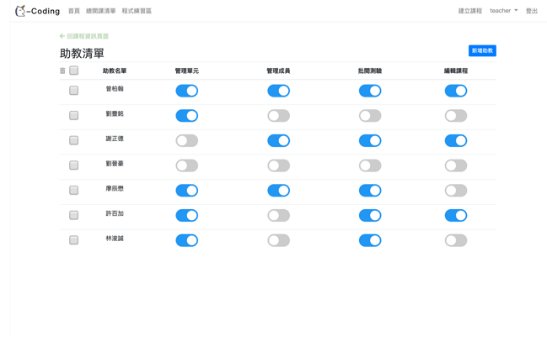 -Coding 首頁 總開課清單 程式練習區 建立課程 teacher 登出
← 回課程資訊頁面
助教清單 新增助教
助教名單 管理單元 管理成員 批閱測驗 編輯課程
曾柏翰
劉豐銘
謝正德
劉晉豪
廖辰懋
許百加
林浚誠